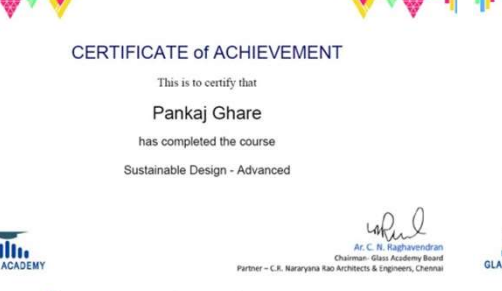 CERTIFICATE of ACHIEVEMENT
This is to certify that
Pankaj Ghare
has completed the course
Sustainable Design - Advanced
Ar. C. N. Raghavendran
Chairman- Glass Academy Board
Partner – C.R. Nararyana Rao Architects & Engineers, Chennai
ACADEMY
GLA